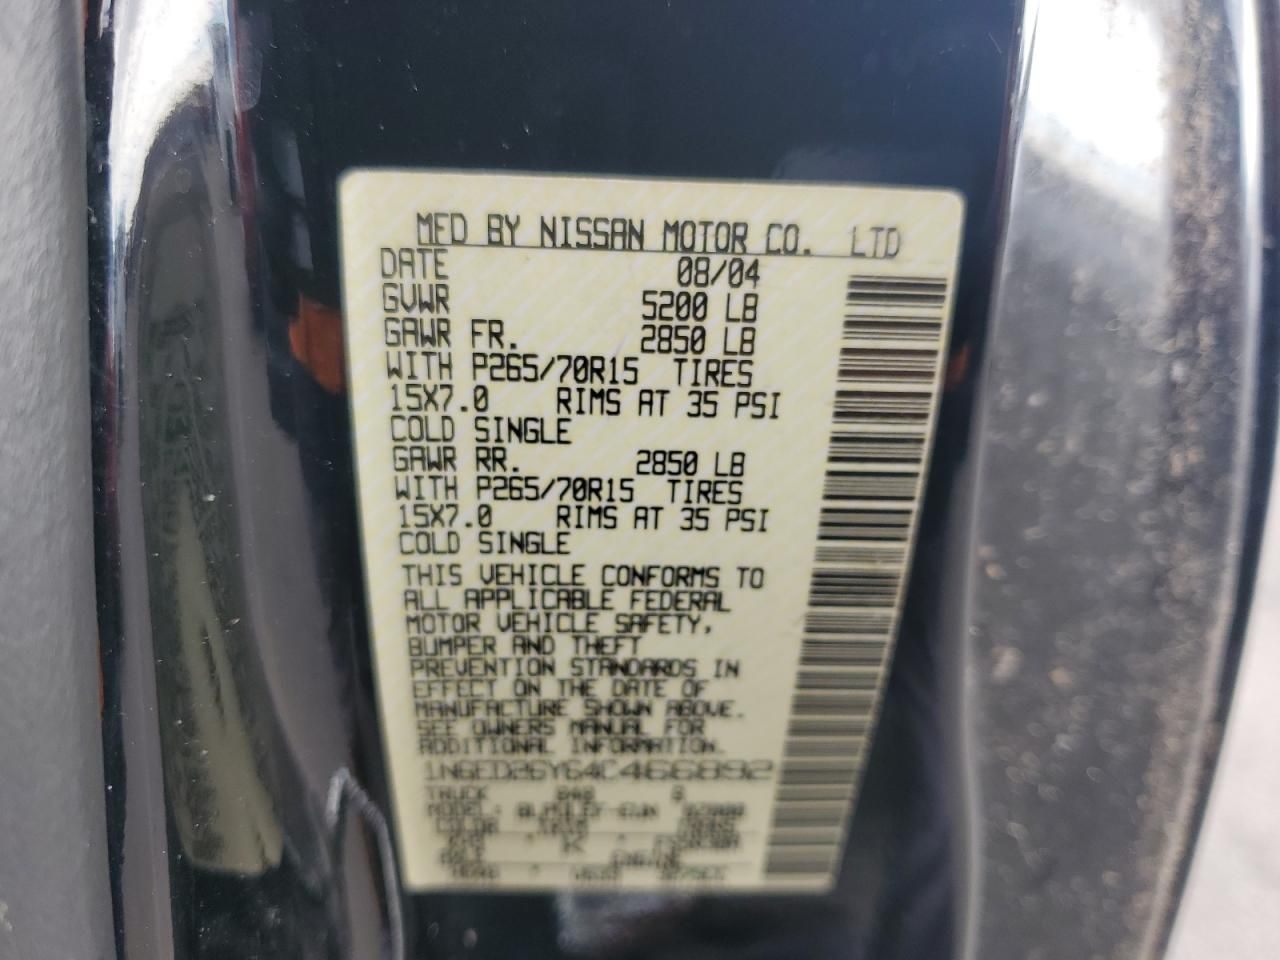 MFD BY NISSAN MOTOR CO. LTD
DATE 08/04
GVWR 5200 LB
GAWR FR. 2850 LB
WITH P265/70R15 TIRES
15X7.0 RIMS AT 35 PSI
COLD SINGLE
GAWR RR. 2850 LB
WITH P265/70R15 TIRES
15X7.0 RIMS AT 35 PSI
COLD SINGLE
THIS VEHICLE CONFORMS TO
ALL APPLICABLE FEDERAL
MOTOR VEHICLE SAFETY,
BUMPER AND THEFT
PREVENTION STANDARDS IN
EFFECT ON THE DATE OF
MANUFACTURE SHOWN ABOVE.
SEE OWNERS MANUAL FOR
ADDITIONAL INFORMATION.
1N6ED26Y64C466892
TRUCK
MODEL:
COLOR TRIM
K
ENGINE